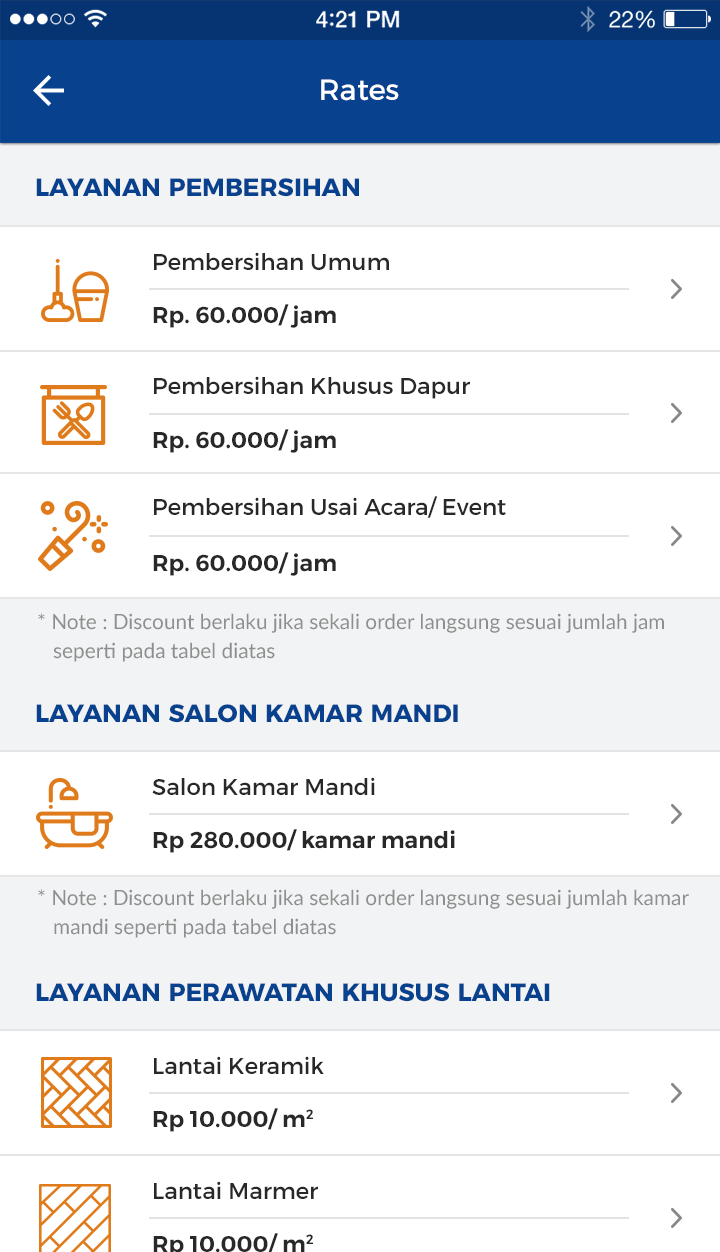 4:21 PM
22%
Rates
LAYANAN PEMBERSIHAN
Pembersihan Umum
Rp. 60.000/ jam
Pembersihan Khusus Dapur
Rp. 60.000/ jam
Pembersihan Usai Acara/ Event
Rp. 60.000/ jam
* Note : Discount berlaku jika sekali order langsung sesuai jumlah jam
seperti pada tabel diatas
LAYANAN SALON KAMAR MANDI
Salon Kamar Mandi
Rp 280.000/ kamar mandi
* Note : Discount berlaku jika sekali order langsung sesuai jumlah kamar
mandi seperti pada tabel diatas
LAYANAN PERAWATAN KHUSUS LANTAI
Lantai Keramik
Rp 10.000/ m²
Lantai Marmer
Rp 10.000/ m²